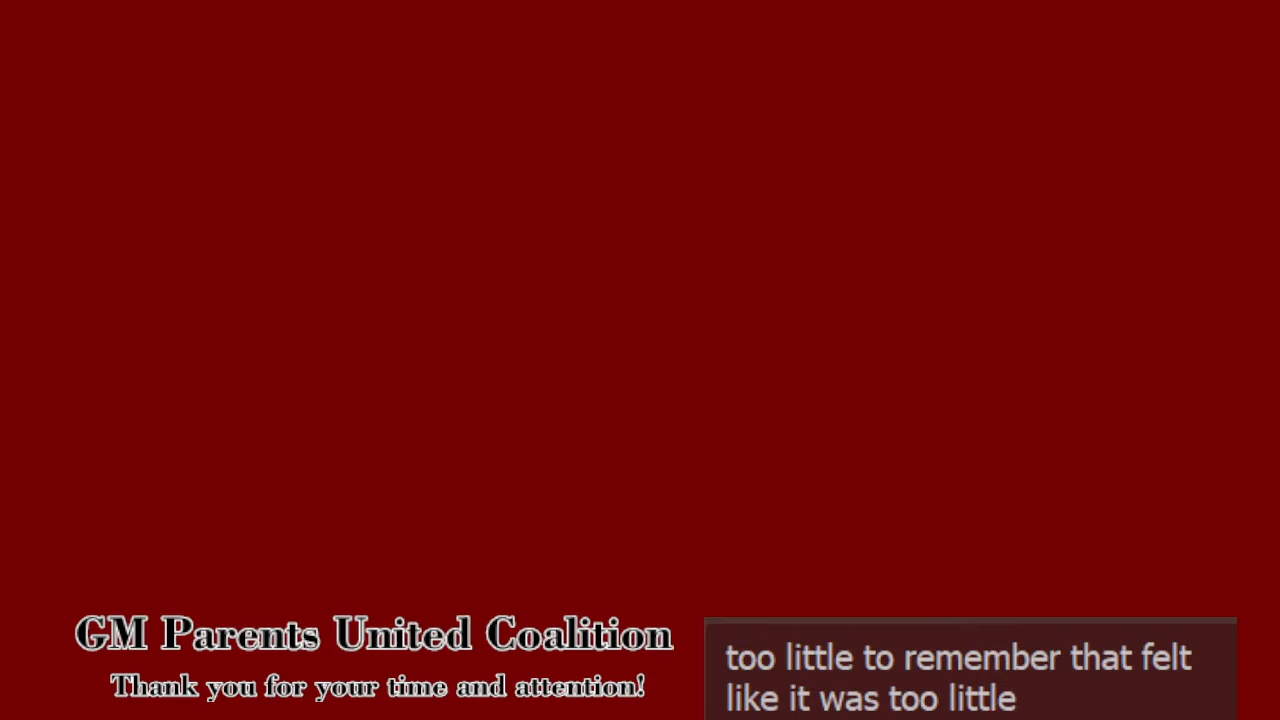 GM Parents United Coalition
Thank you for your time and attention!
too little to remember that felt
like it was too little